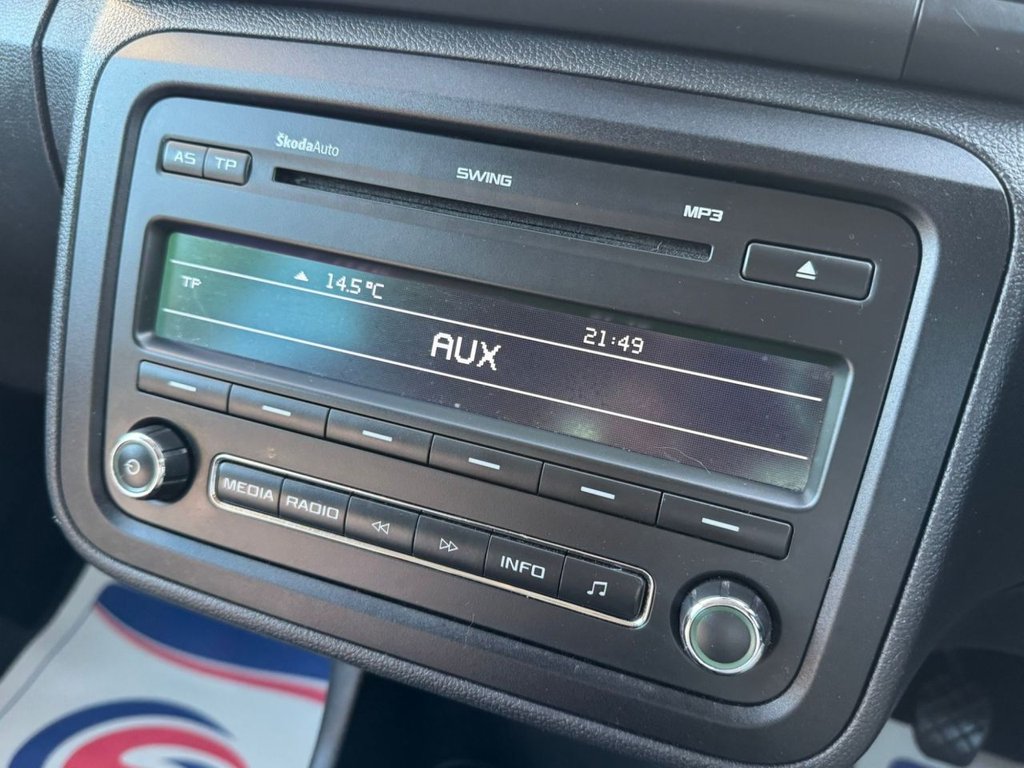 ŠkodaAuto
AS TP
SWING
MP3
14.5 °C
TP
21:49
AUX
MEDIA RADIO INFO